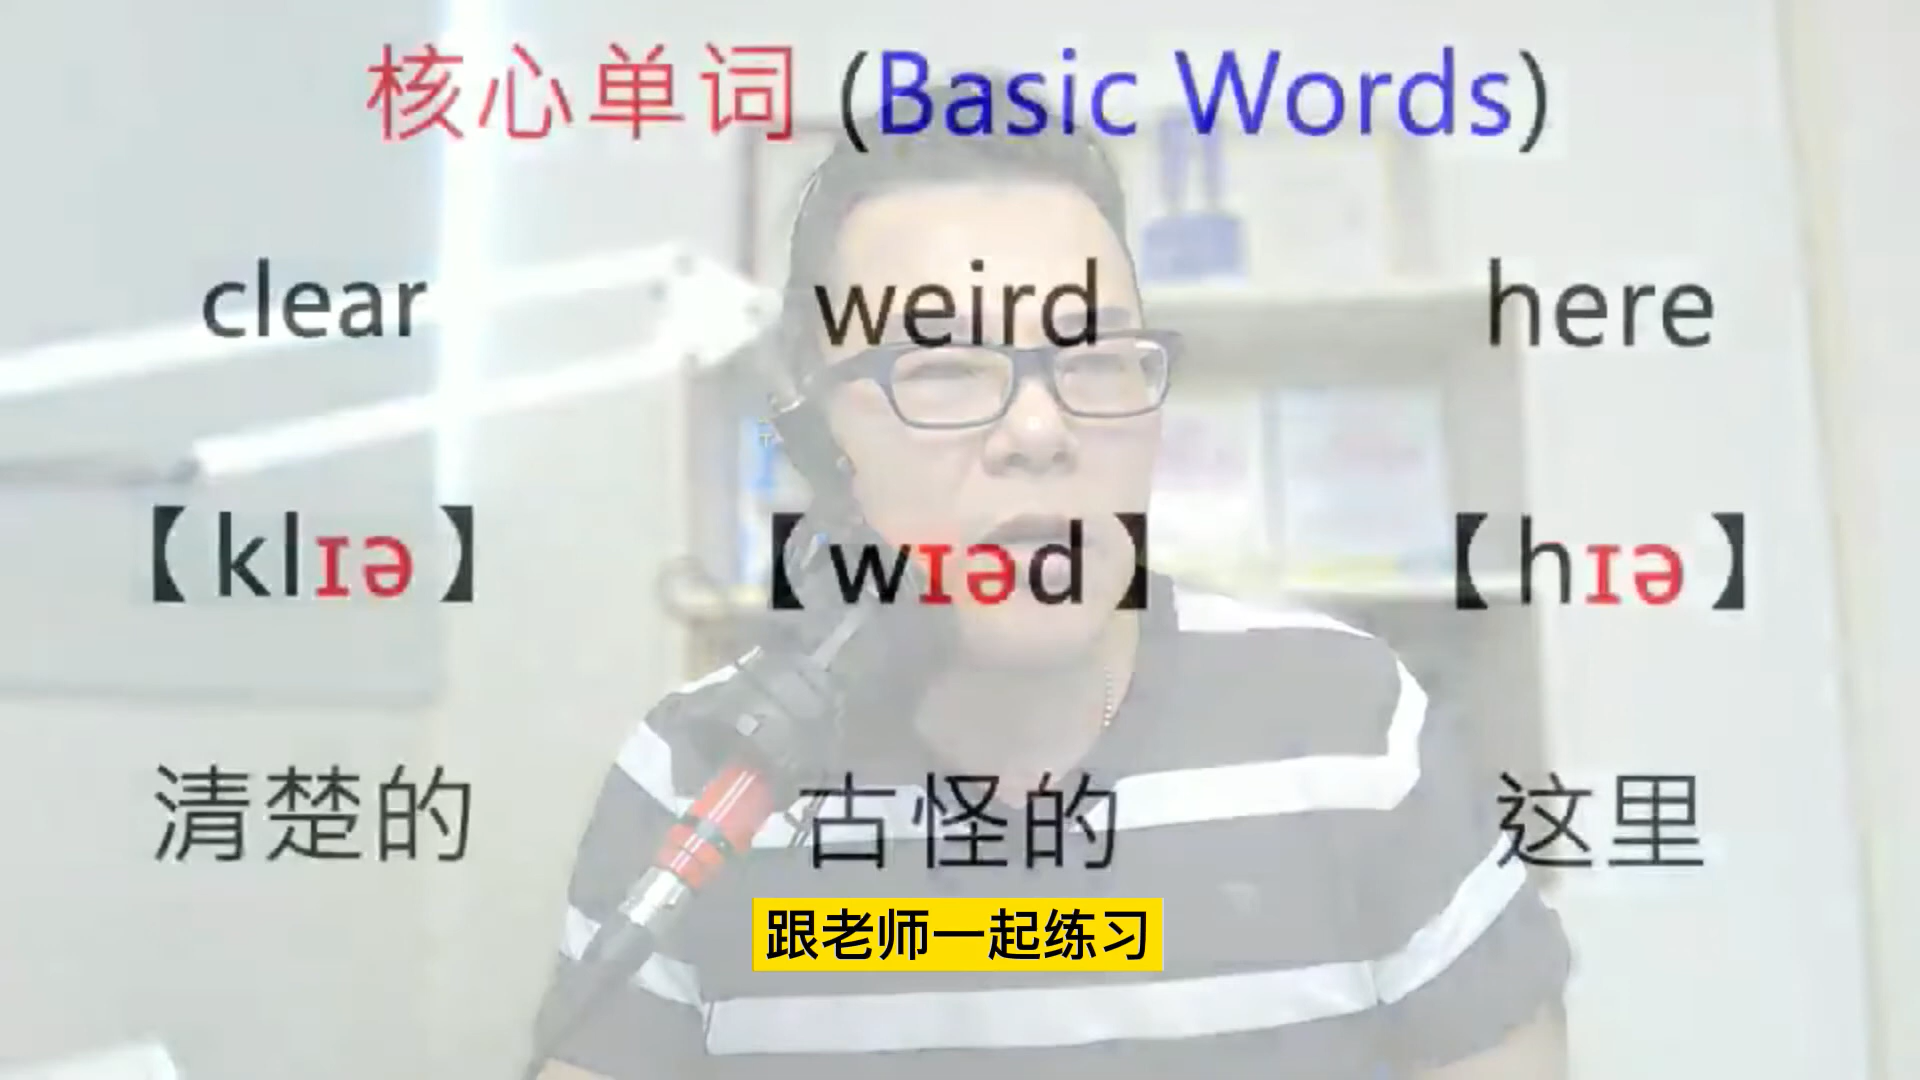 核心单词 (Basic Words)
clear weird here
【klɪə】 【wɪəd】 【hɪə】
清楚的 古怪的 这里
跟老师一起练习